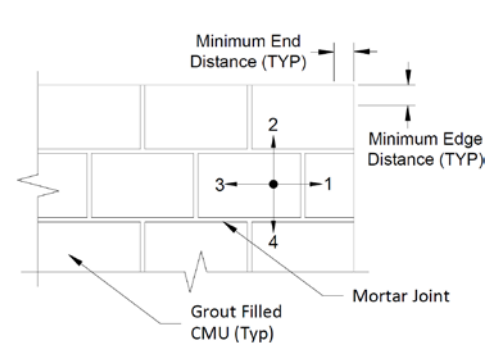 Minimum End
Distance (TYP)
Minimum Edge
Distance (TYP)
2
3
1
4
Mortar Joint
Grout Filled
CMU (Typ)